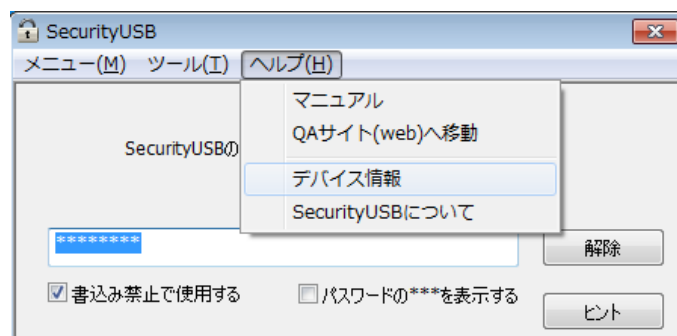 SecurityUSB
メニュー(M) ツール(T) ヘルプ(H)
マニュアル
QAサイト(web)へ移動
デバイス情報
SecurityUSBについて
SecurityUSBの
********
解除
書込み禁止で使用する
パスワードの***を表示する
ヒント